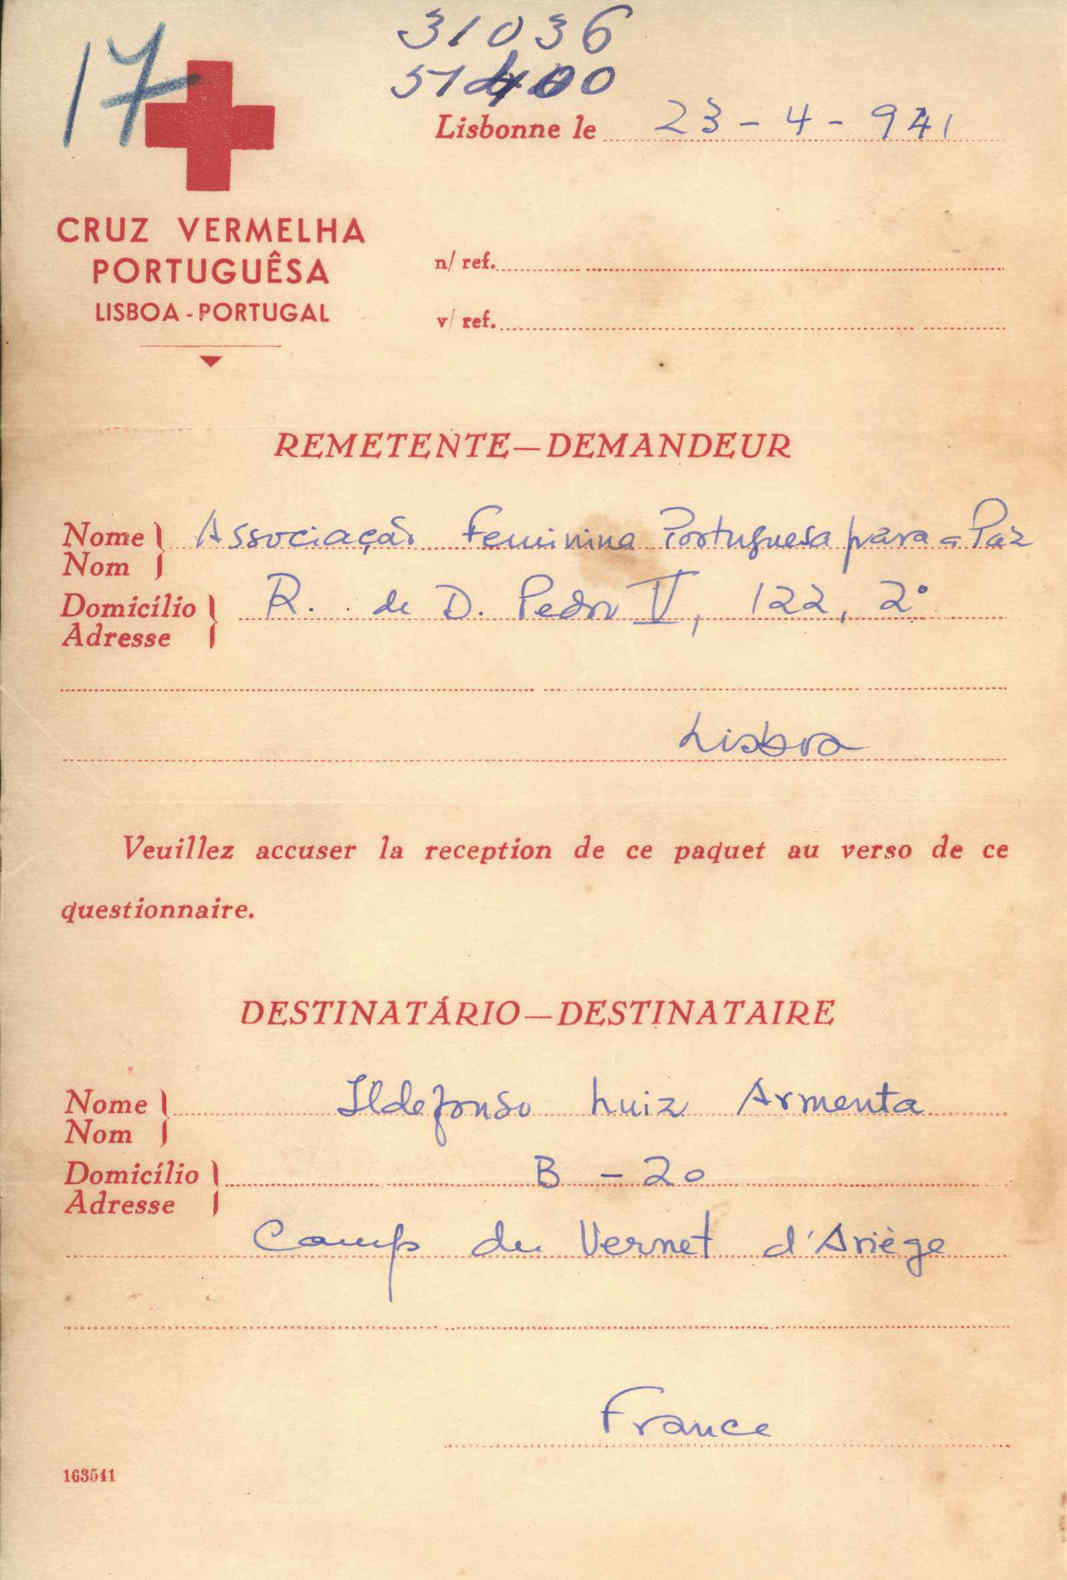 17
31036
Lisbonne le 23-4-941
CRUZ VERMELHA
PORTUGUÊSA
LISBOA - PORTUGAL
n/ ref.
v/ ref.
REMETENTE—DEMANDEUR
Nome Associação Feminina Portuguesa para a Paz
Nom
Domicílio R. de D. Pedro V, 122, 2º
Adresse
Lisboa
Veuillez accuser la reception de ce paquet au verso de ce
questionnaire.
DESTINATÁRIO—DESTINATAIRE
Nome Ildefonso Luiz Armenta
Nom
Domicílio B - 20
Adresse
Camp du Vernet d'Ariège
France
163541